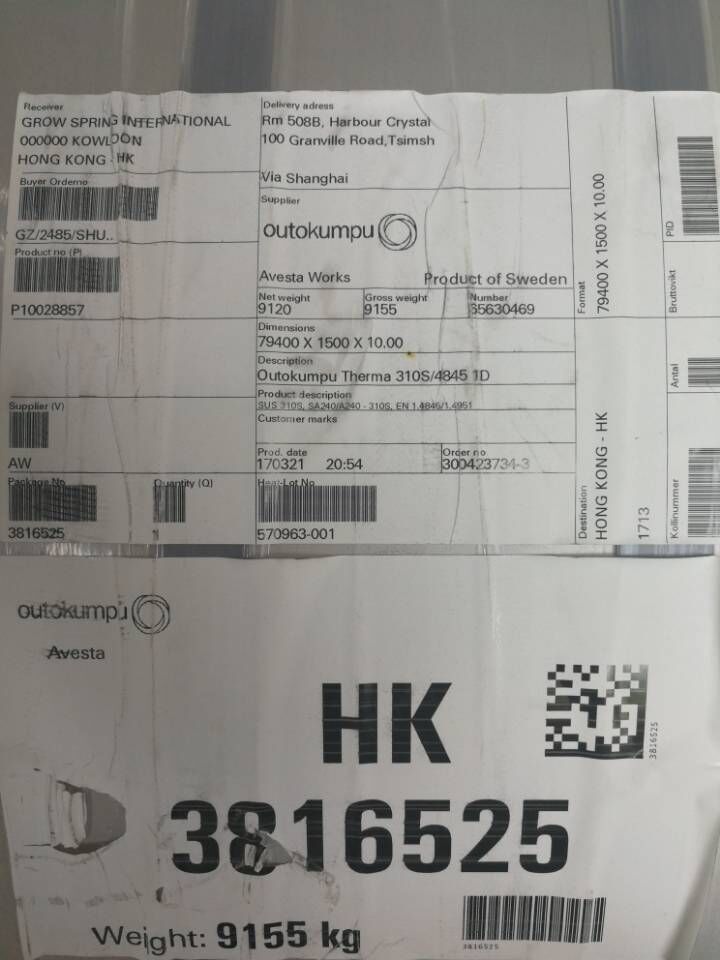 Receiver
GROW SPRING INTERNATIONAL
000000 KOWLOON
HONG KONG - HK
Buyer Orderno
GZ/2485/SHU..
Product no (P)
P10028857
Supplier (V)
AW
Package No
3816525
Quantity (Q)
1
Delivery adress
Rm 508B, Harbour Crystal
100 Granville Road,Tsimsh
Via Shanghai
Supplier
outokumpu
Avesta Works
Product of Sweden
Net weight
9120
Gross weight
9155
Number
65630469
Dimensions
79400 X 1500 X 10.00
Description
Outokumpu Therma 310S/4845 1D
Product description
SUS 310S, SA240/A240 - 310S, EN 1.4845/1.4951
Customer marks
Prod. date
170321 20:54
Order no
300423734-3
Heat-Lot No
570963-001
Format
79400 X 1500 X 10.00
Destination
HONG KONG - HK
1713
PID
Bruttovikt
Antal
Kollinummer
outokumpu
Avesta
HK
3816525
3816525
Weight: 9155 kg
3816525